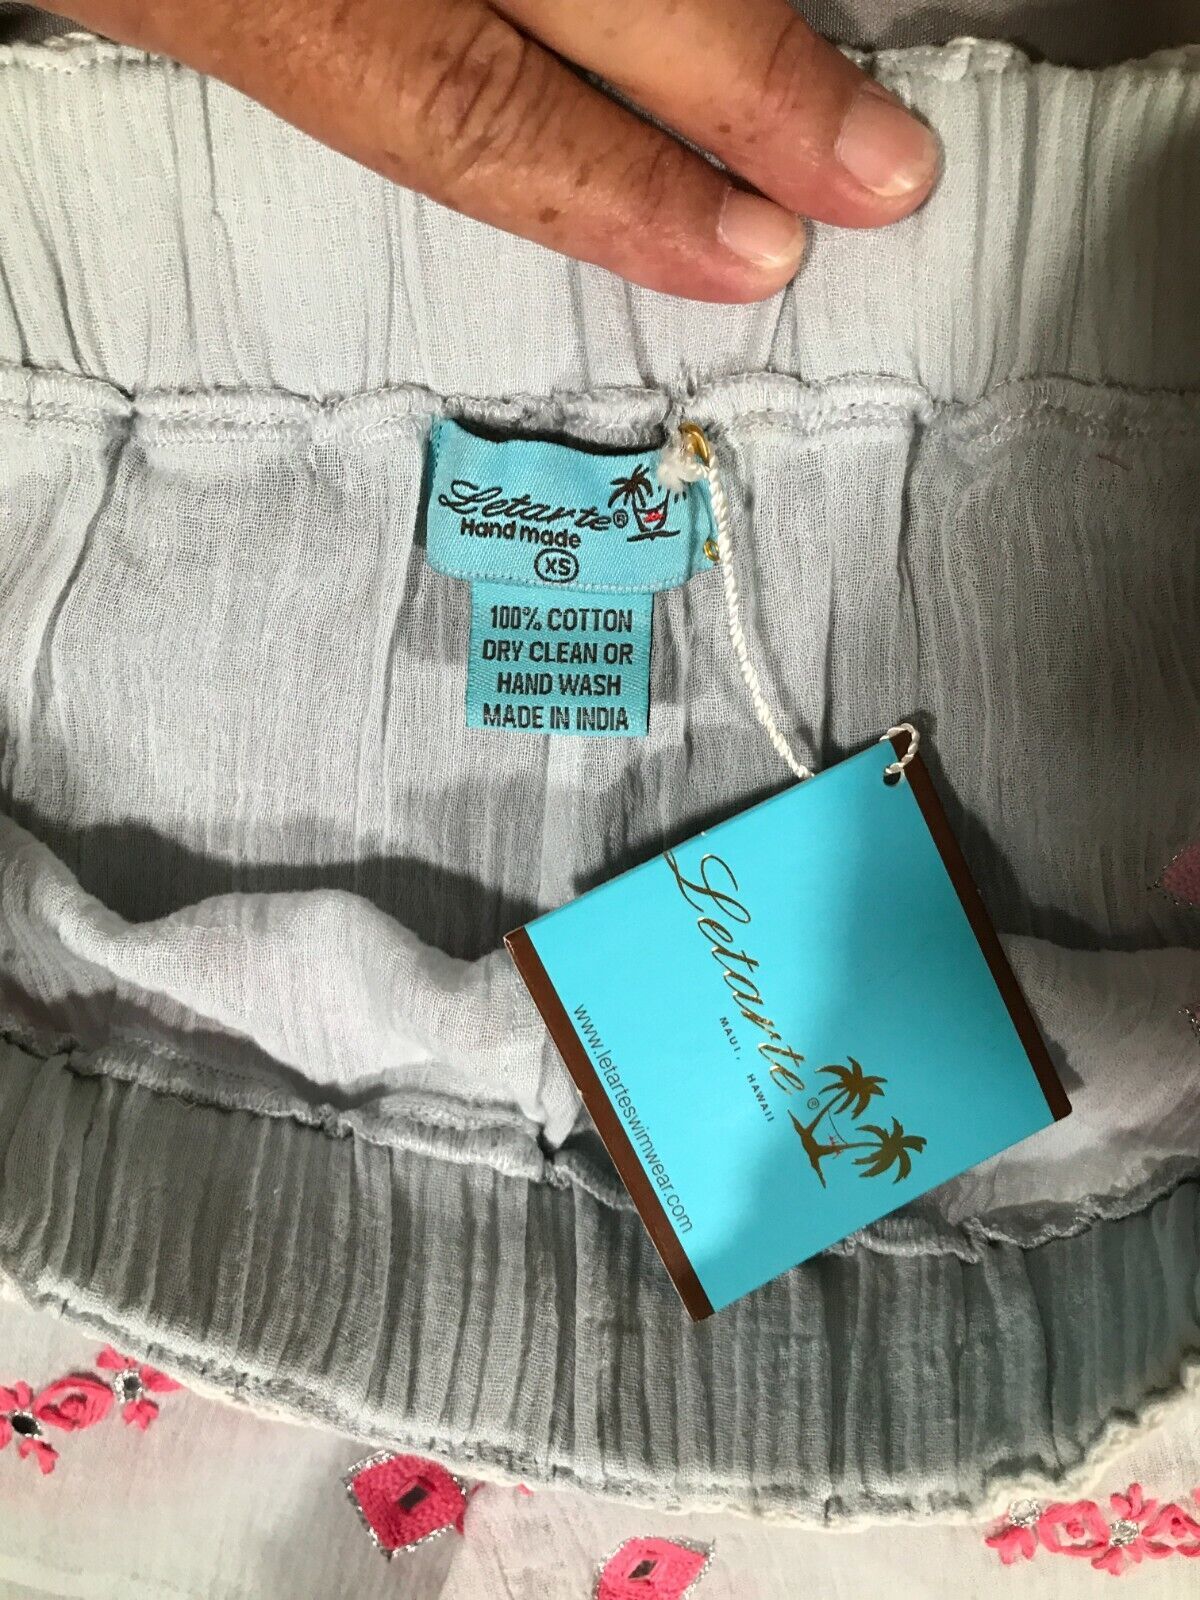 Letarte®
Hand made
XS
100% COTTON
DRY CLEAN OR
HAND WASH
MADE IN INDIA
Letarte®
MAUI, HAWAII
www.letarteswimwear.com